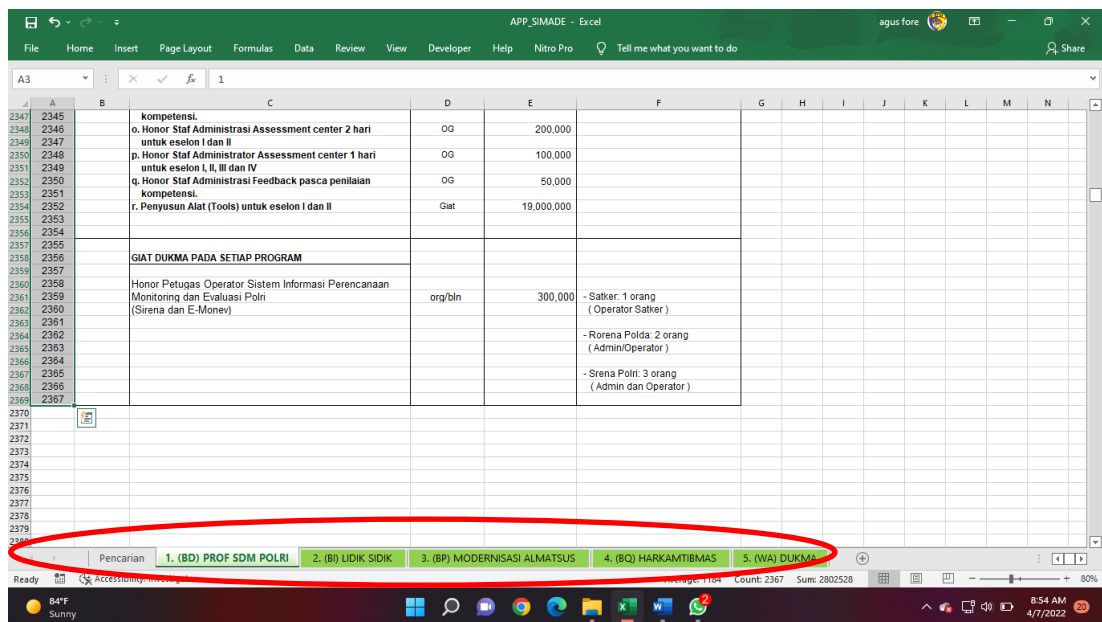 APP_SIMADE - Excel
agus fore
File Home Insert Page Layout Formulas Data Review View Developer Help Nitro Pro Tell me what you want to do Share
A3 fx 1
A B C D E F G H I J K L M N
2347 2345 kompetensi.
2348 2346 o. Honor Staf Administrasi Assessment center 2 hari OG 200,000
2349 2347 untuk eselon I dan II
2350 2348 p. Honor Staf Administrator Assessment center 1 hari OG 100,000
2351 2349 untuk eselon I, II, III dan IV
2352 2350 q. Honor Staf Administrasi Feedback pasca penilaian OG 50,000
2353 2351 kompetensi.
2354 2352 r. Penyusun Alat (Tools) untuk eselon I dan II Giat 19,000,000
2355 2353
2356 2354
2357 2355
2358 2356 GIAT DUKMA PADA SETIAP PROGRAM
2359 2357
2360 2358 Honor Petugas Operator Sistem Informasi Perencanaan
2361 2359 Monitoring dan Evaluasi Polri org/bln 300,000 - Satker: 1 orang
2362 2360 (Sirena dan E-Monev) ( Operator Satker )
2363 2361
2364 2362 - Rorena Polda: 2 orang
2365 2363 ( Admin/Operator )
2366 2364
2367 2365 - Srena Polri: 3 orang
2368 2366 ( Admin dan Operator )
2369 2367
2370
2371
2372
2373
2374
2375
2376
2377
2378
2379
Pencarian 1. (BD) PROF SDM POLRI 2. (BI) LIDIK SIDIK 3. (BP) MODERNISASI ALMATSUS 4. (BQ) HARKAMTIBMAS 5. (WA) DUKMA
Ready Accessibility: Count: 2367 Sum: 2802528 80%
84°F
Sunny
2
8:54 AM
4/7/2022
20